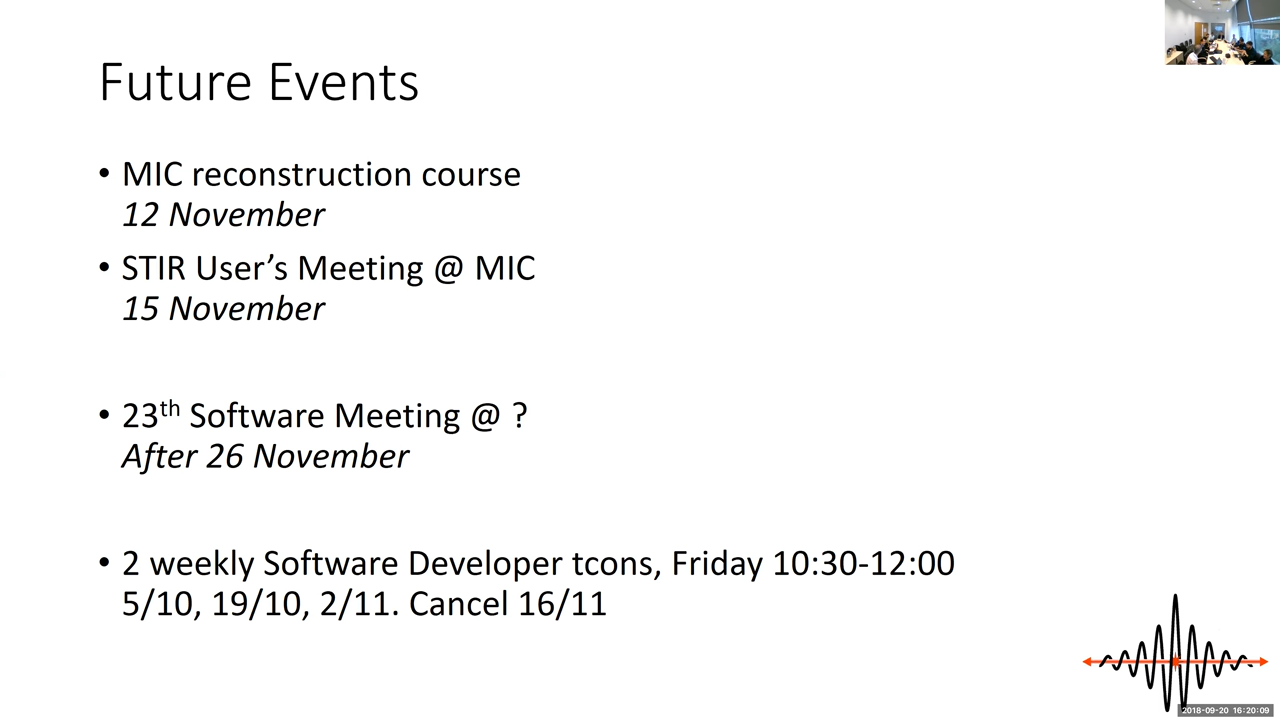 Future Events
• MIC reconstruction course
12 November
• STIR User’s Meeting @ MIC
15 November
• 23th Software Meeting @ ?
After 26 November
• 2 weekly Software Developer tcons, Friday 10:30-12:00
5/10, 19/10, 2/11. Cancel 16/11
2018-09-20 16:20:09